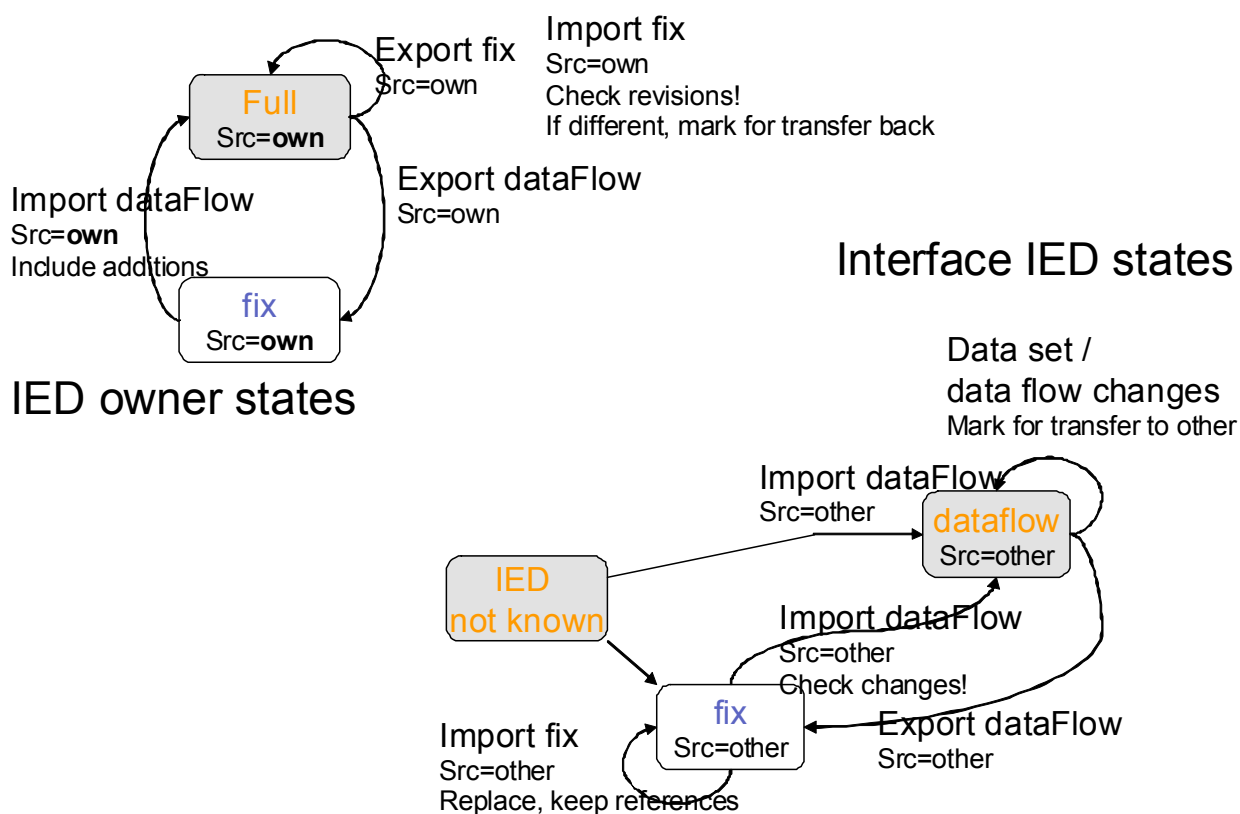 Export fix
Src=own
Import fix
Src=own
Check revisions!
If different, mark for transfer back
Full
Src=own
Import dataFlow
Src=own
Include additions
Export dataFlow
Src=own
fix
Src=own
IED owner states
Interface IED states
Data set /
data flow changes
Mark for transfer to other
Import dataFlow
Src=other
dataflow
Src=other
IED
not known
Import dataFlow
Src=other
Check changes!
fix
Src=other
Export dataFlow
Src=other
Import fix
Src=other
Replace, keep references